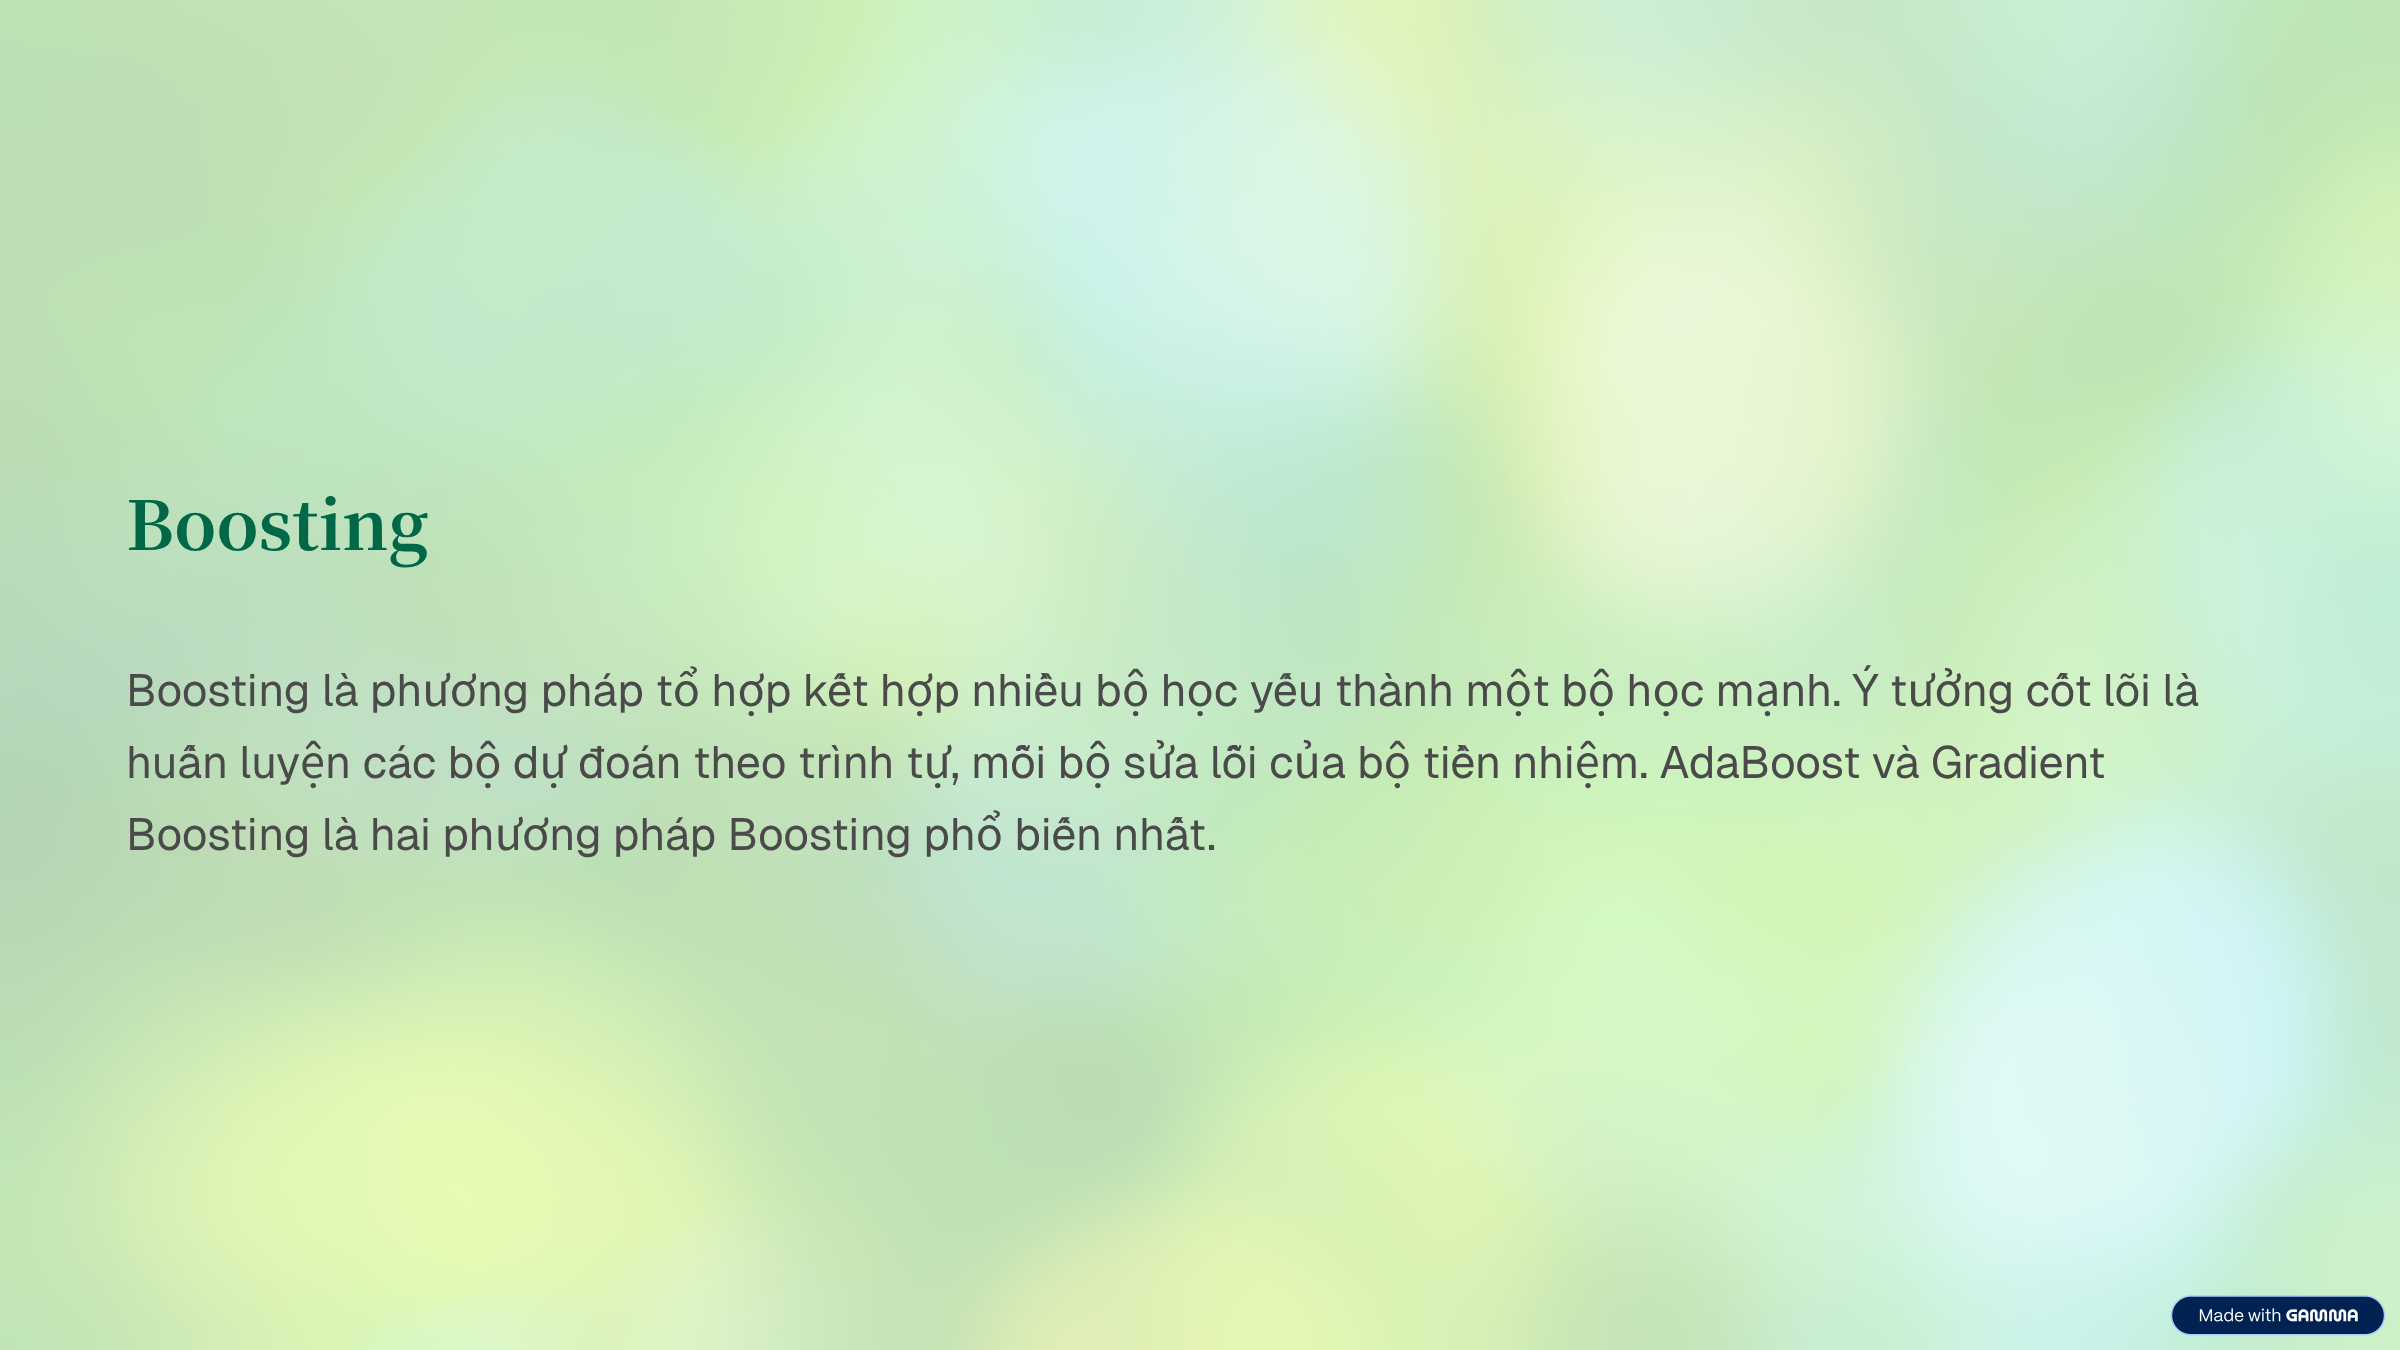 Boosting
Boosting là phương pháp tổ hợp kết hợp nhiều bộ học yếu thành một bộ học mạnh. Ý tưởng cốt lõi là
huấn luyện các bộ dự đoán theo trình tự, mỗi bộ sửa lỗi của bộ tiền nhiệm. AdaBoost và Gradient
Boosting là hai phương pháp Boosting phổ biến nhất.
Made with GAMMA